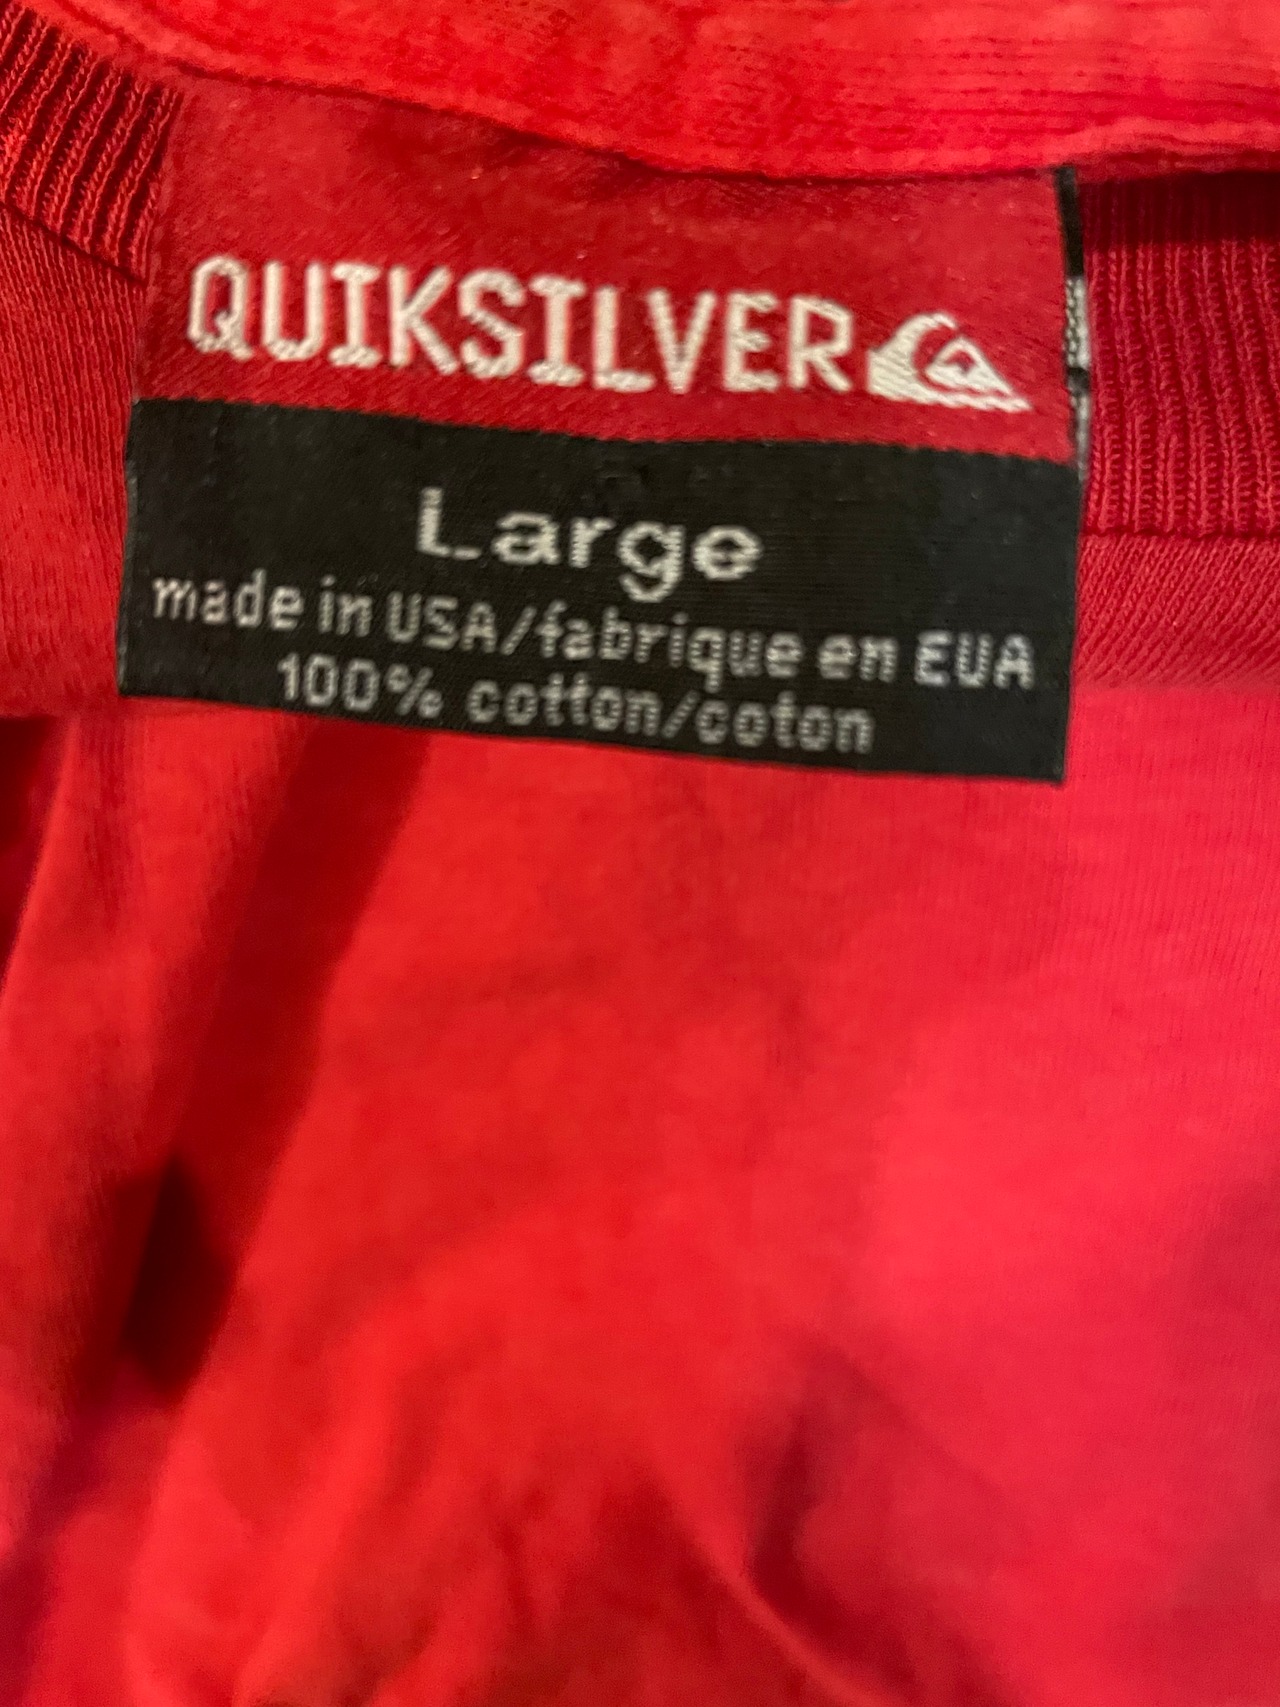 QUIKSILVER
Large
made in USA/fabrique en EUA
100% cotton/coton